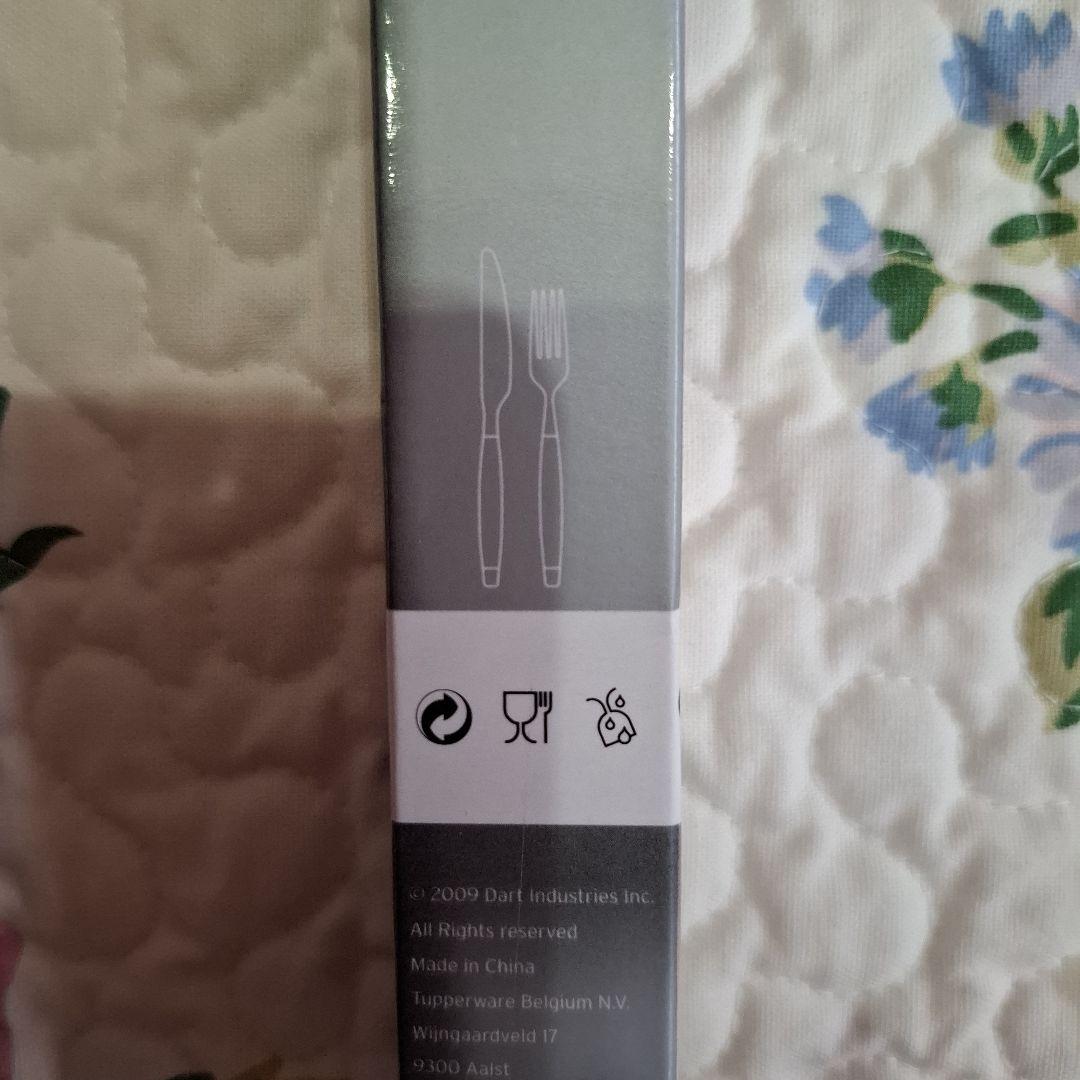 © 2009 Dart Industries Inc.
All Rights reserved
Made in China
Tupperware Belgium N.V.
Wijngaardveld 17
9300 Aalst